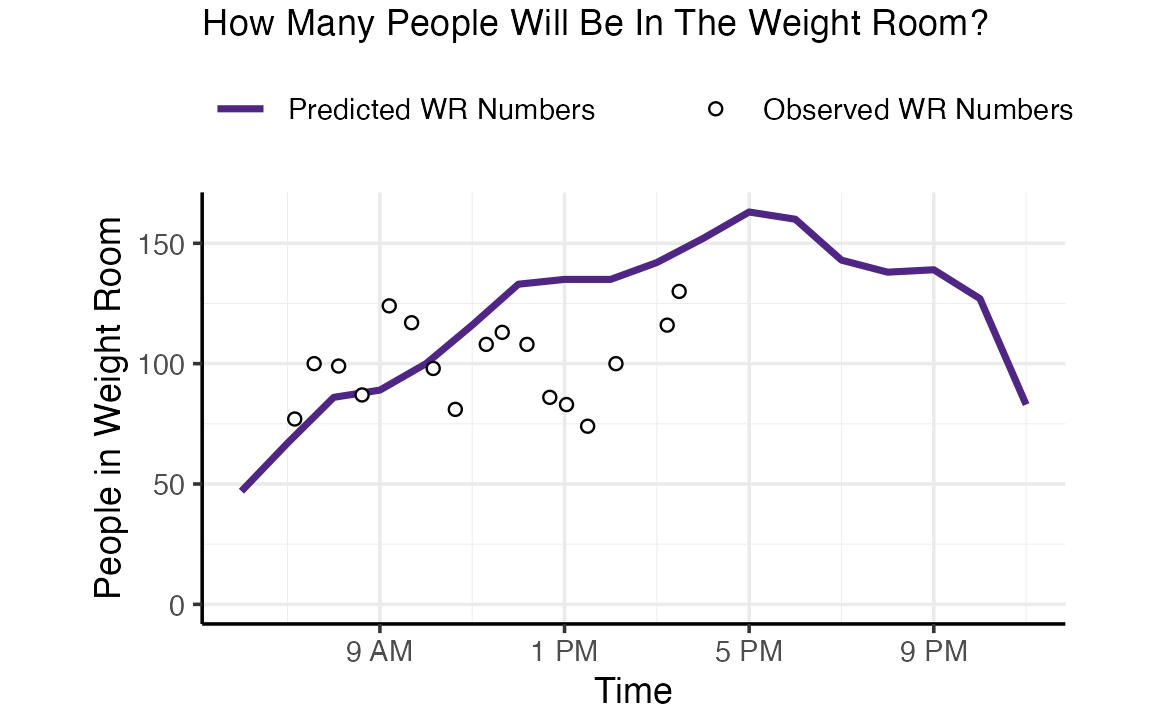 How Many People Will Be In The Weight Room?
Predicted WR Numbers
Observed WR Numbers
People in Weight Room
150
100
50
0
9 AM
1 PM
5 PM
9 PM
Time